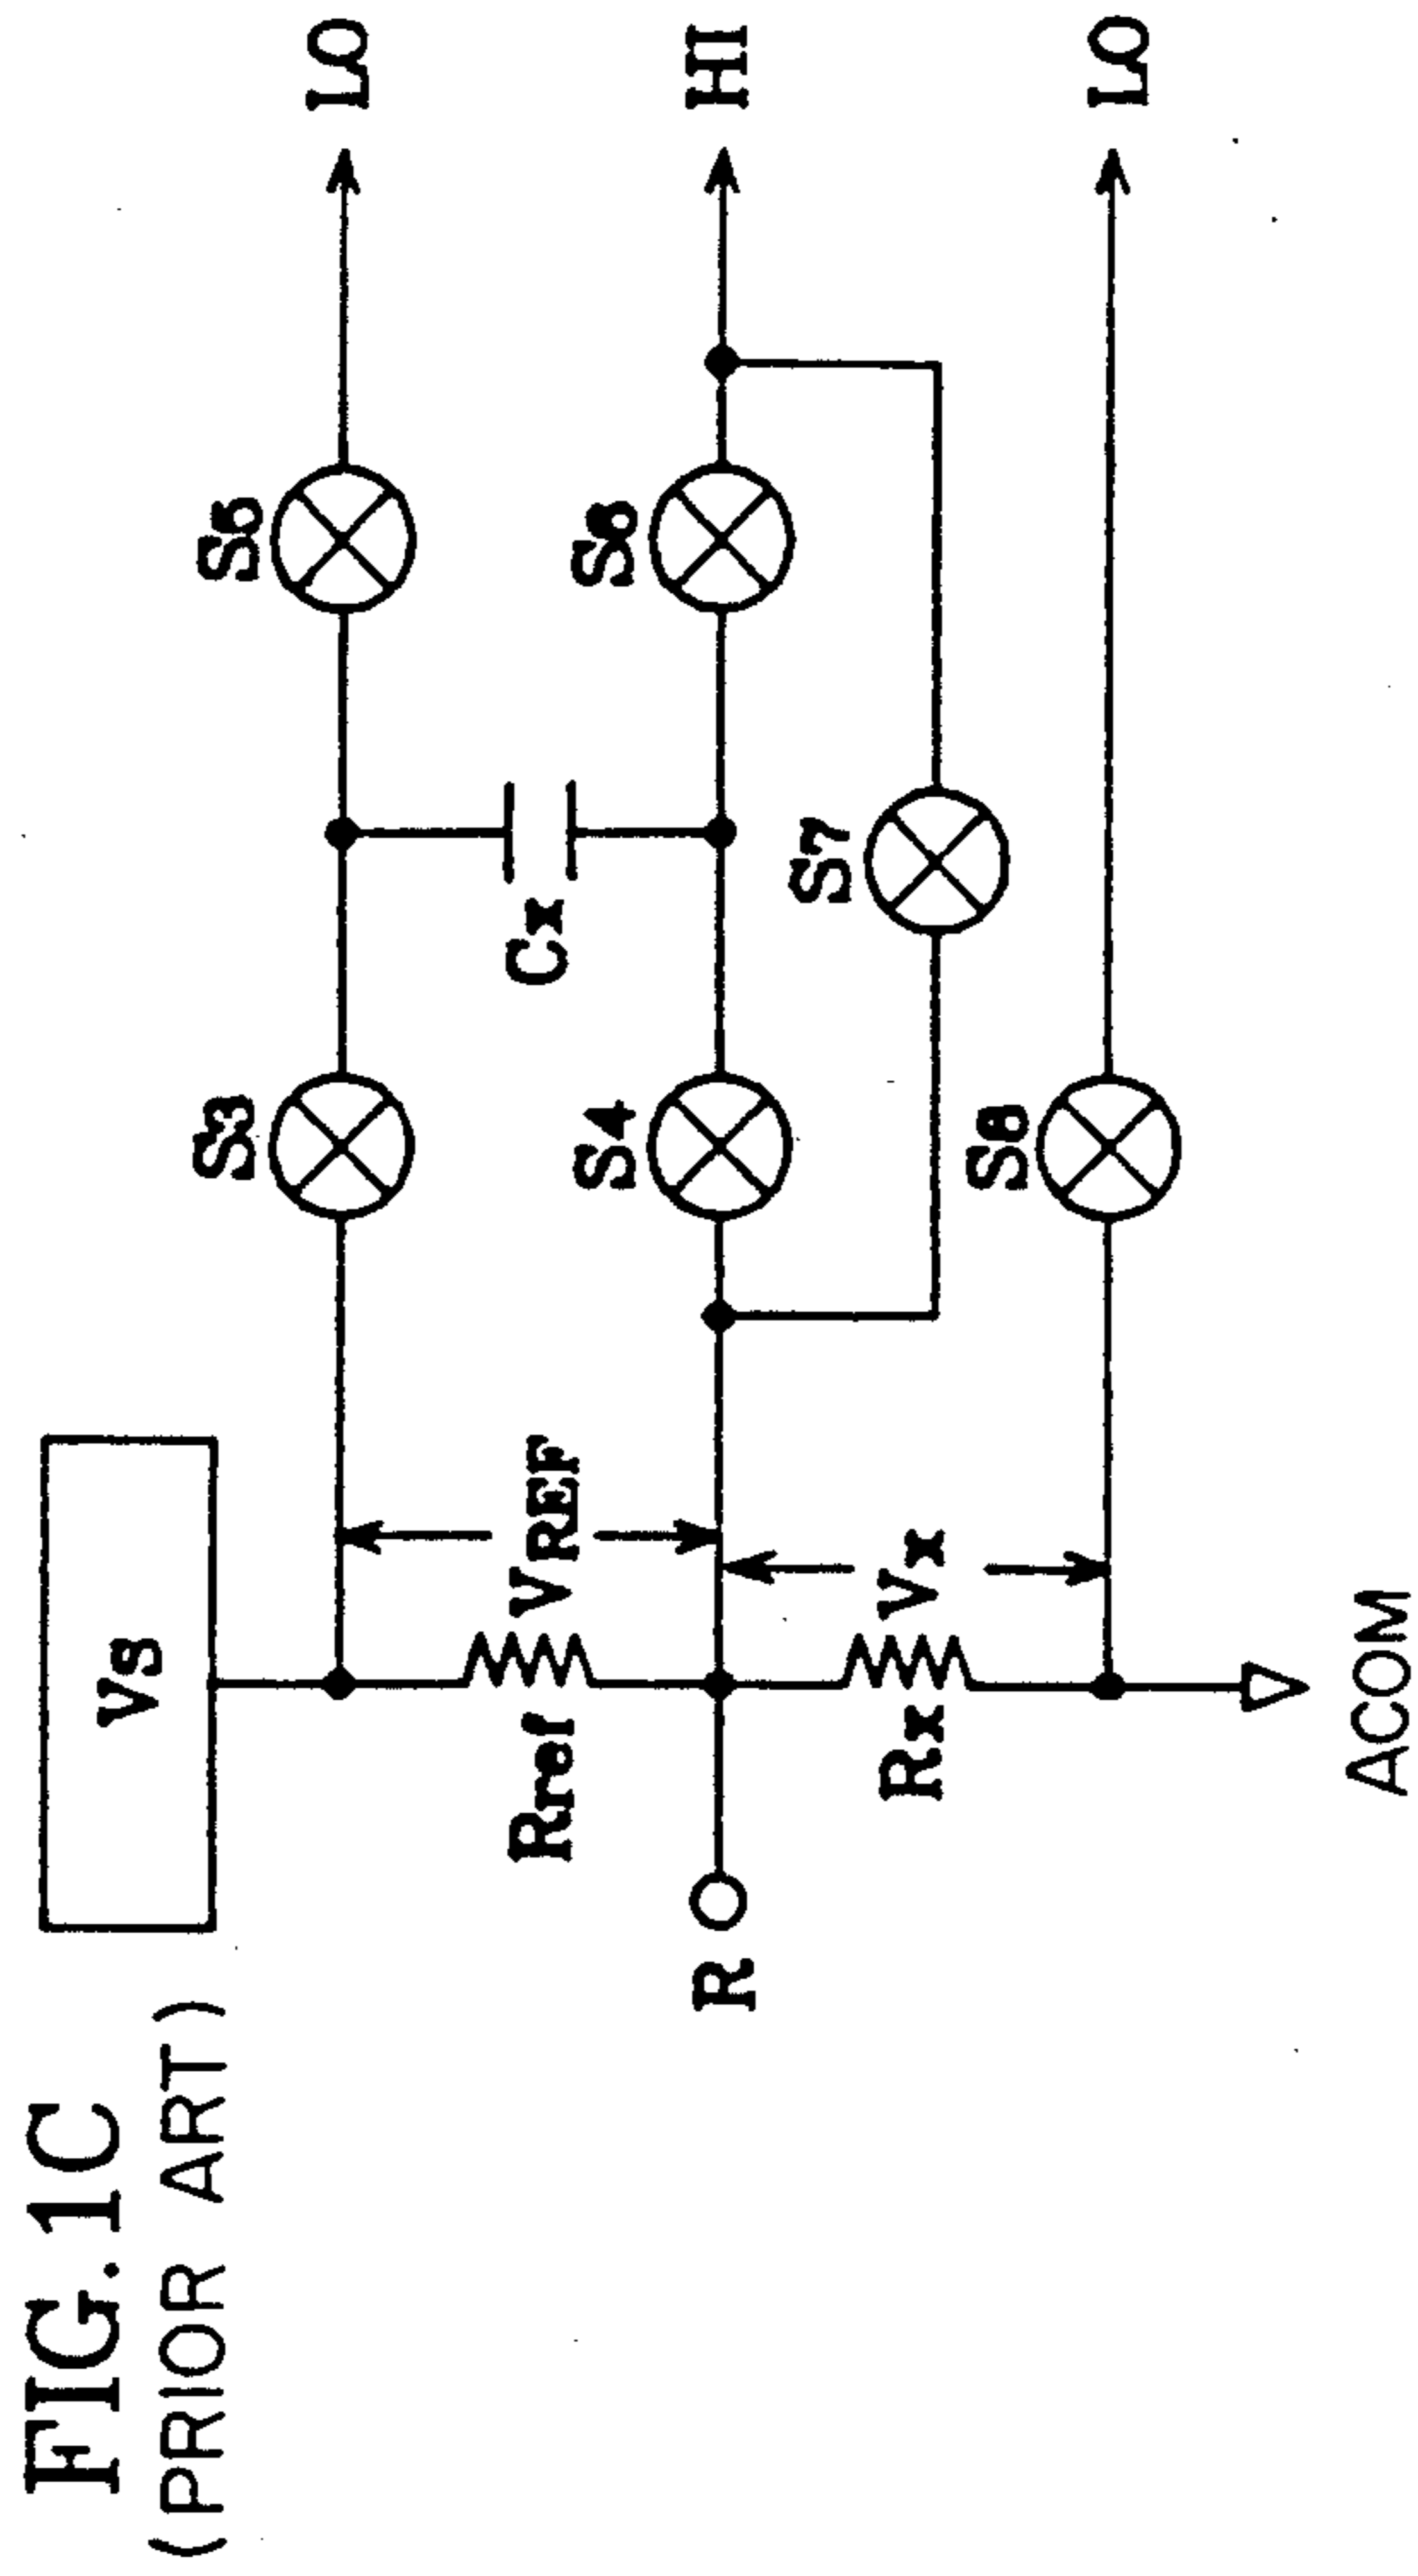 FIG.1C
(PRIOR ART)
Vs
S3
S5
LO
Rref
VREF
Cx
R
S4
S6
HI
Rx
Vx
S7
S8
LO
ACOM